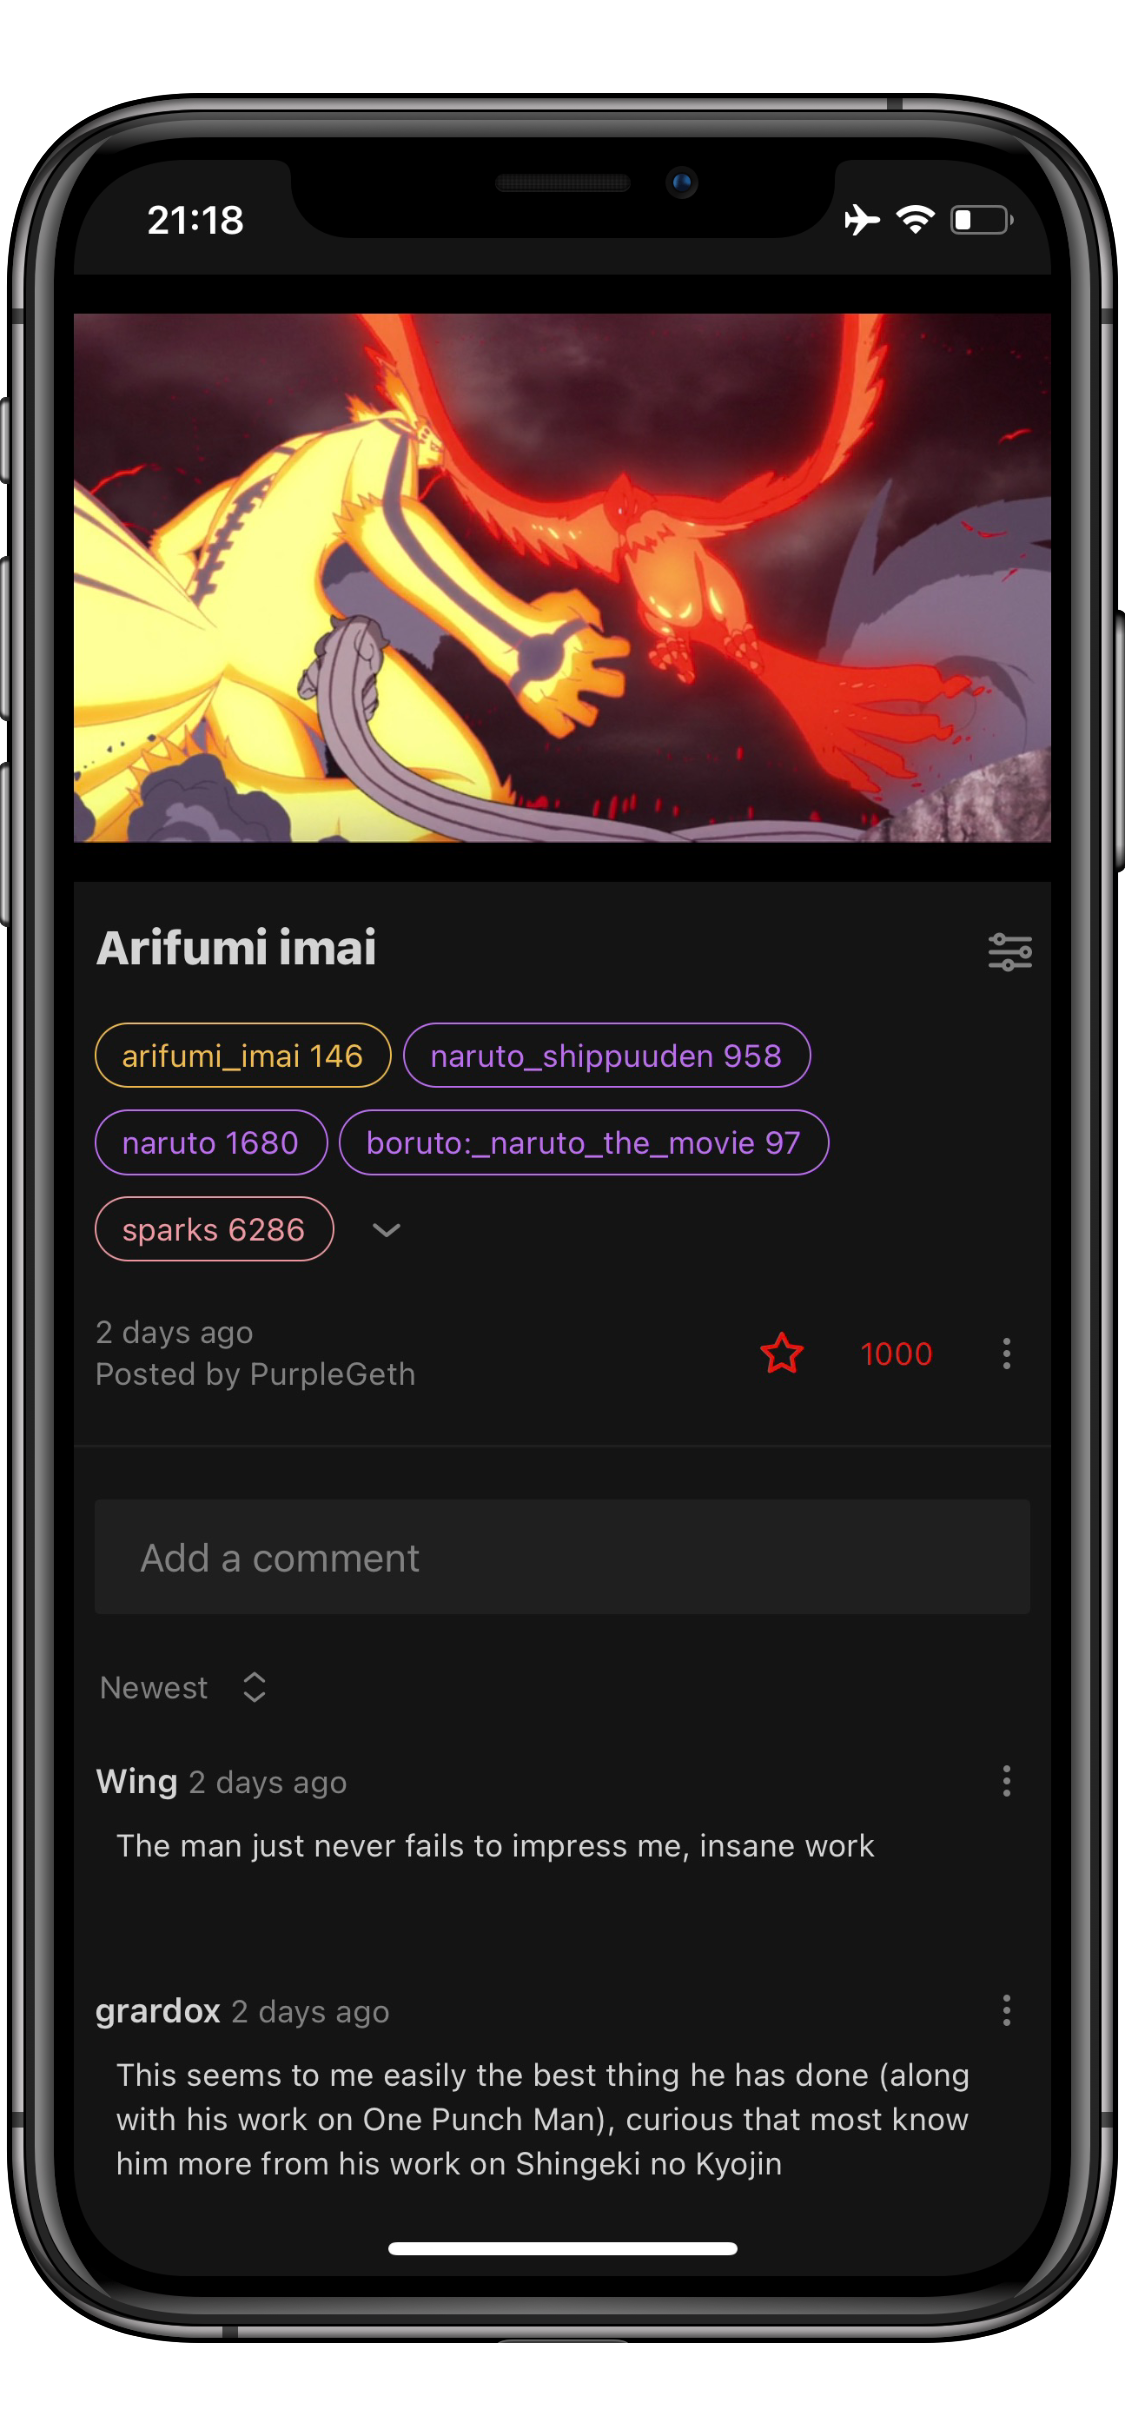 21:18
Arifumi imai
arifumi_imai 146 naruto_shippuuden 958
naruto 1680 boruto:_naruto_the_movie 97
sparks 6286
2 days ago
Posted by PurpleGeth
1000
Add a comment
Newest
Wing 2 days ago
The man just never fails to impress me, insane work
grardox 2 days ago
This seems to me easily the best thing he has done (along
with his work on One Punch Man), curious that most know
him more from his work on Shingeki no Kyojin